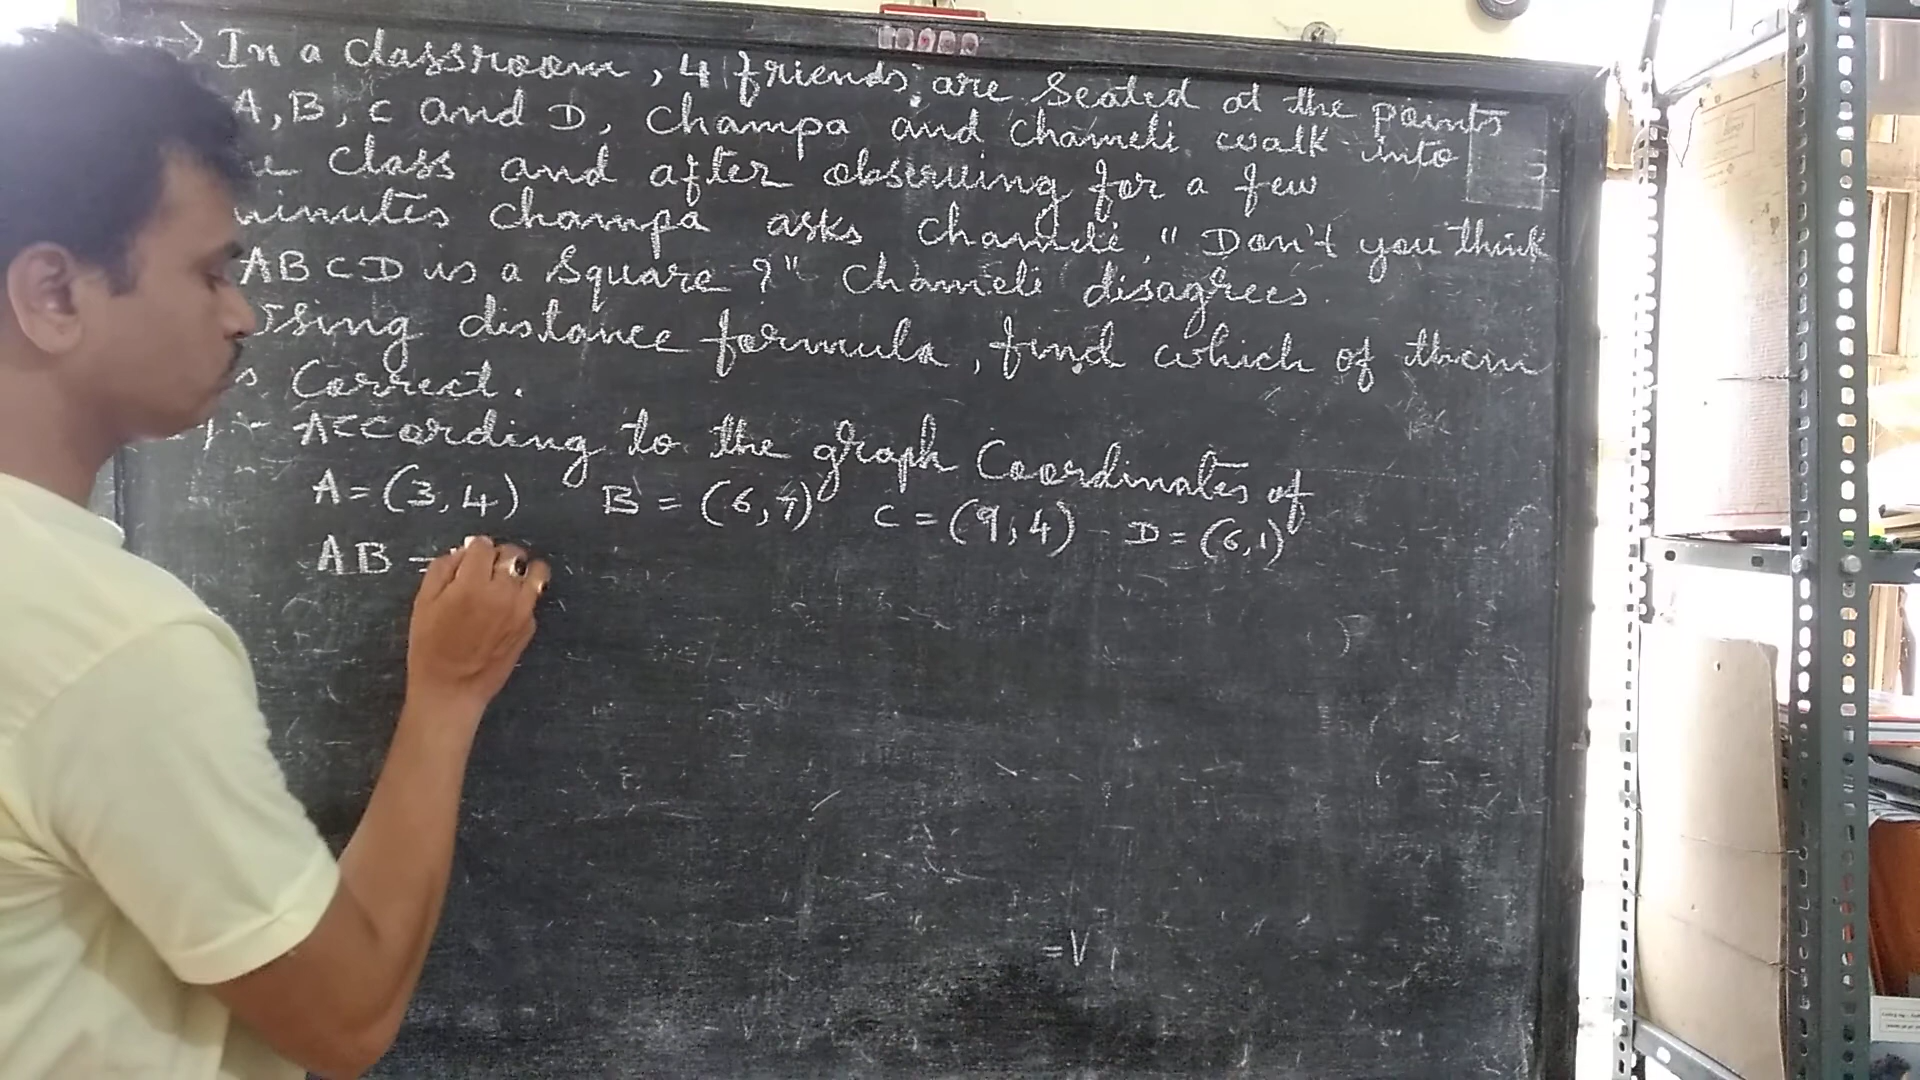 → In a classroom, 4 friends are seated at the points
A, B, C and D, Champa and Chameli walk into
class and after observing for a few
minutes Champa asks Chameli, "Don't you think
ABCD is a square?" Chameli disagrees.
Using distance formula, find which of them
Correct.
According to the graph Coordinates of
A = (3,4) B = (6,7) C = (9,4) D = (6,1)
AB =
= √